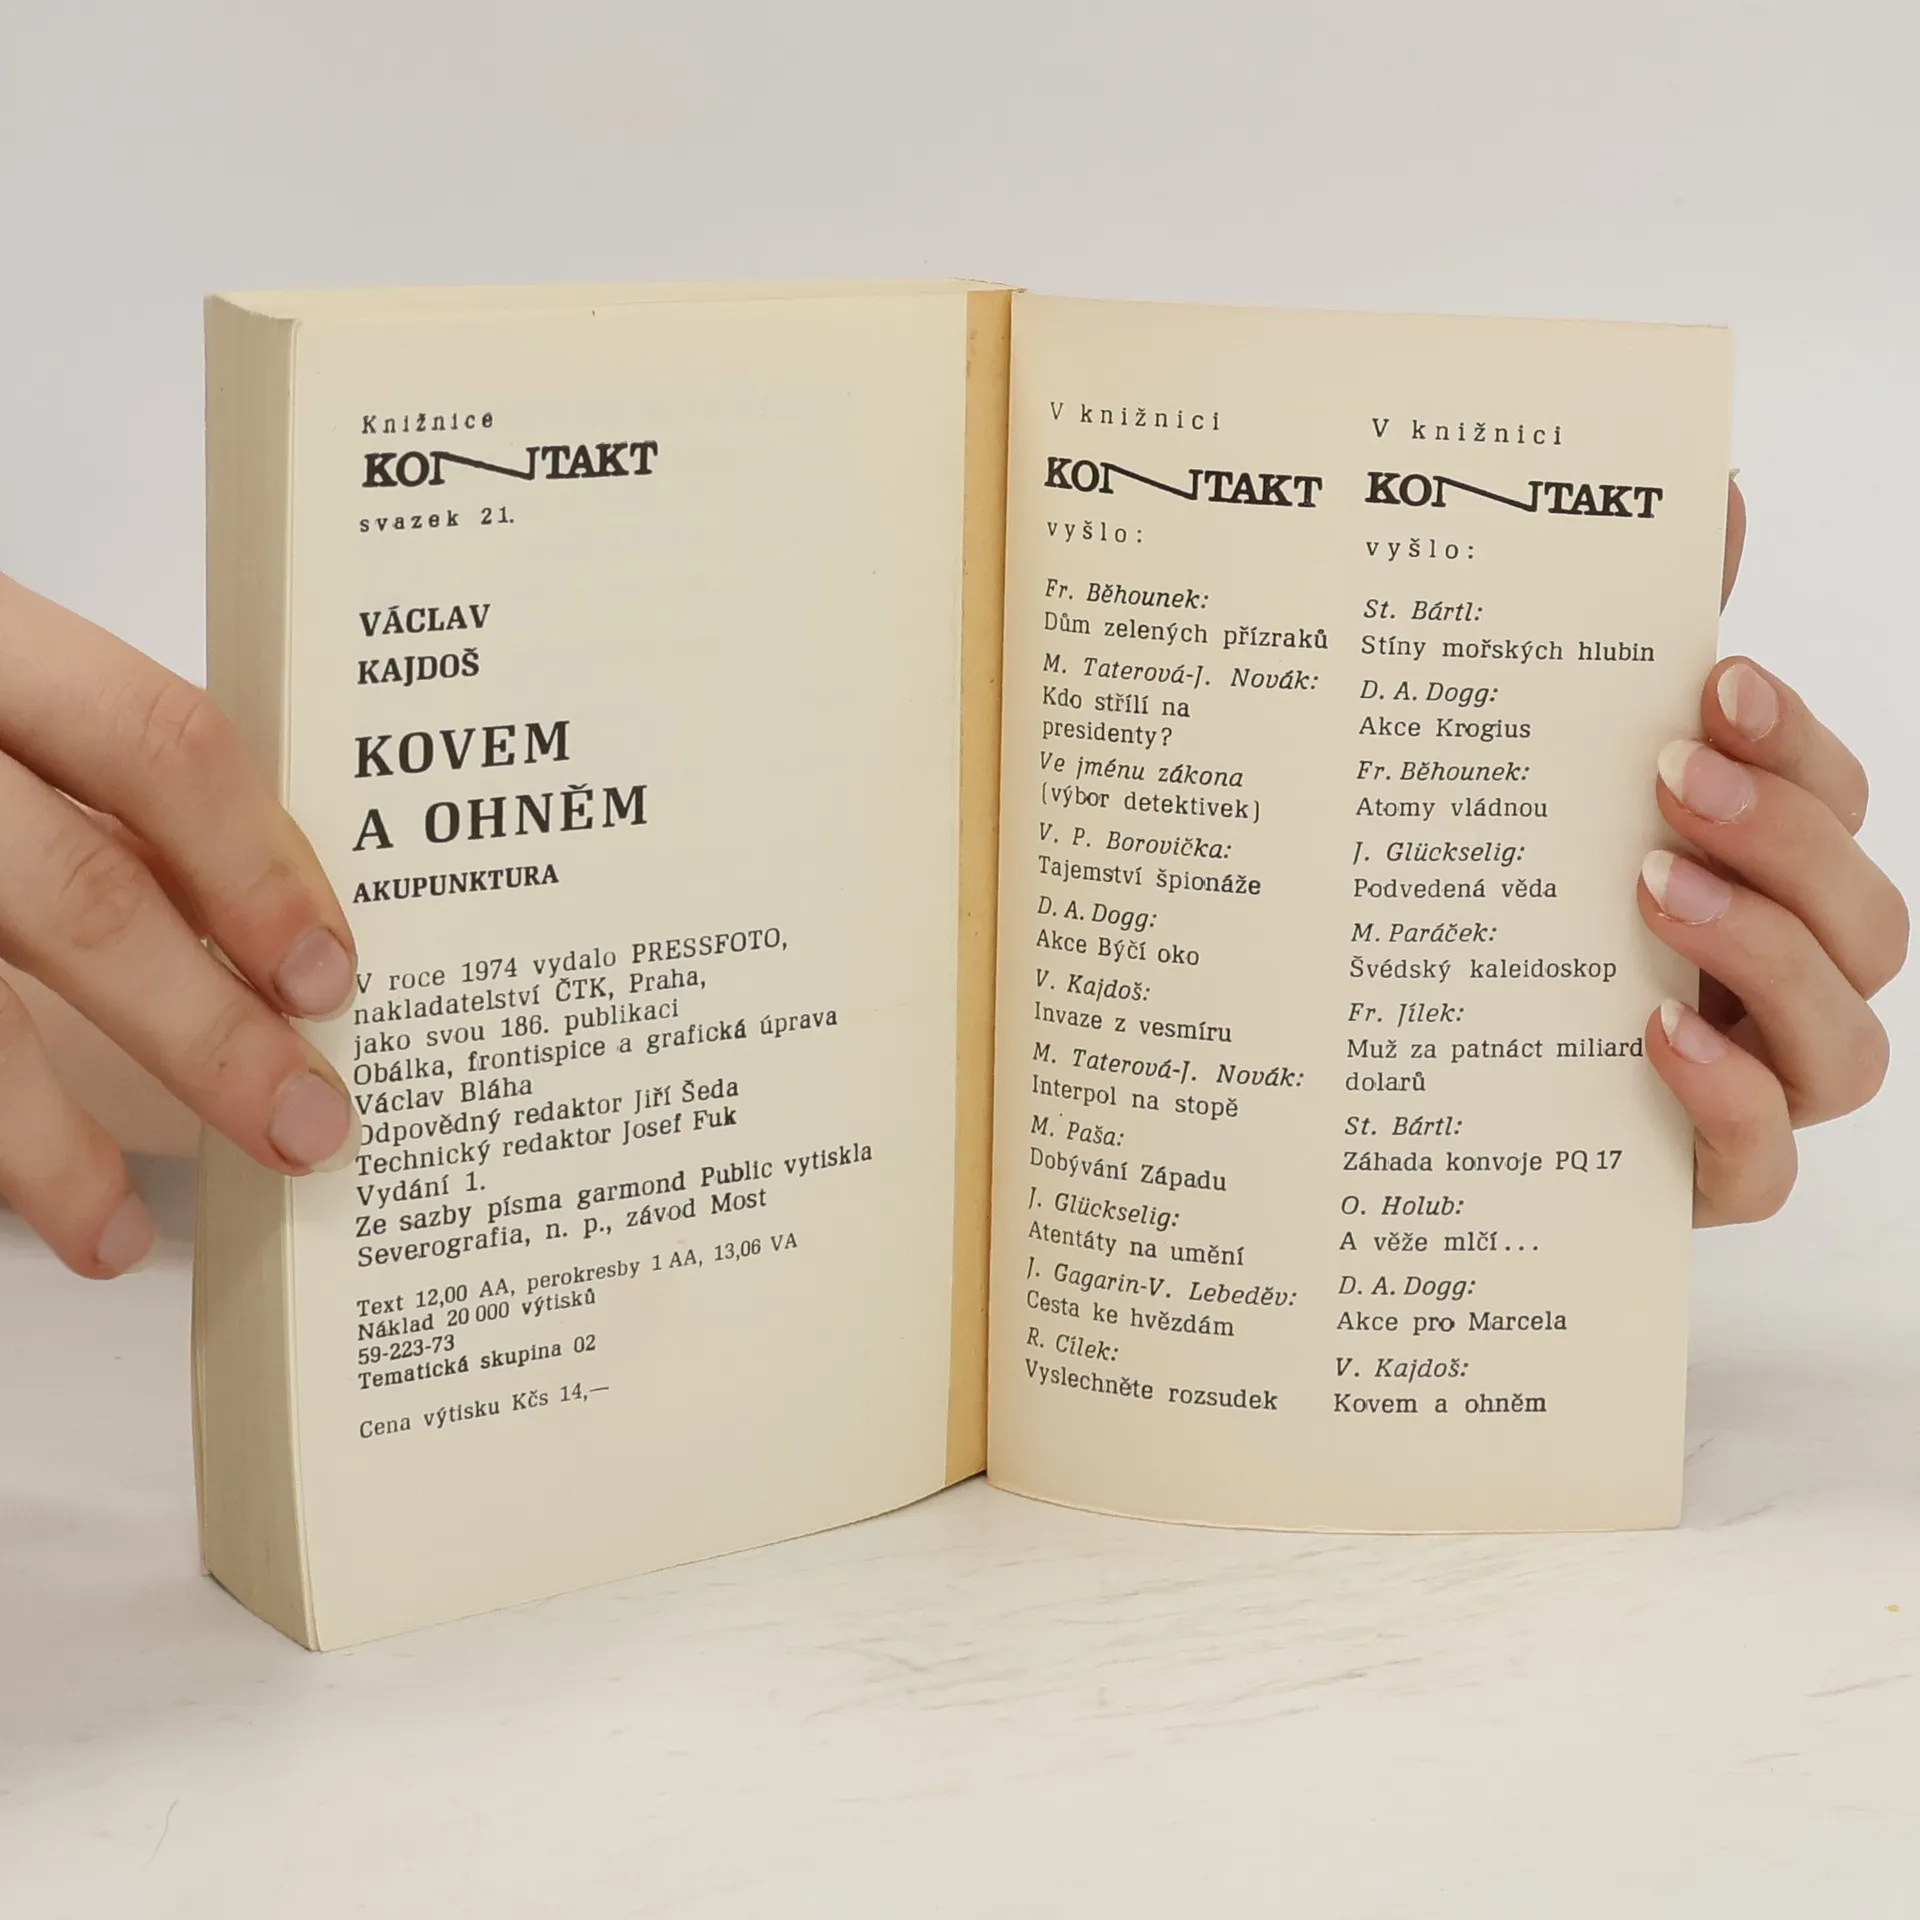 Knižnice
KONTAKT
svazek 21.
VÁCLAV
KAJDOŠ
KOVEM
A OHNĚM
AKUPUNKTURA
V roce 1974 vydalo PRESSFOTO,
nakladatelství ČTK, Praha,
jako svou 186. publikaci
Obálka, frontispice a grafická úprava
Václav Bláha
Odpovědný redaktor Jiří Šeda
Technický redaktor Josef Fuk
Vydání 1.
Ze sazby písma garmond Public vytiskla
Severografia, n. p., závod Most
Text 12,00 AA, perokresby 1 AA, 13,06 VA
Náklad 20 000 výtisků
59-223-73
Tematická skupina 02
Cena výtisku Kčs 14,—
V knižnici
KONTAKT
vyšlo:
Fr. Běhounek:
Dům zelených přízraků
M. Taterová-J. Novák:
Kdo střílí na
presidenty?
Ve jménu zákona
(výbor detektivek)
V. P. Borovička:
Tajemství špionáže
D. A. Dogg:
Akce Býčí oko
V. Kajdoš:
Invaze z vesmíru
M. Taterová-J. Novák:
Interpol na stopě
M. Paša:
Dobývání Západu
J. Glückselig:
Atentáty na umění
J. Gagarin-V. Lebeděv:
Cesta ke hvězdám
R. Cílek:
Vyslechněte rozsudek
V knižnici
KONTAKT
vyšlo:
St. Bártl:
Stíny mořských hlubin
D. A. Dogg:
Akce Krogius
Fr. Běhounek:
Atomy vládnou
J. Glückselig:
Podvedená věda
M. Paráček:
Švédský kaleidoskop
Fr. Jílek:
Muž za patnáct miliard
dolarů
St. Bártl:
Záhada konvoje PQ 17
O. Holub:
A věže mlčí...
D. A. Dogg:
Akce pro Marcela
V. Kajdoš:
Kovem a ohněm